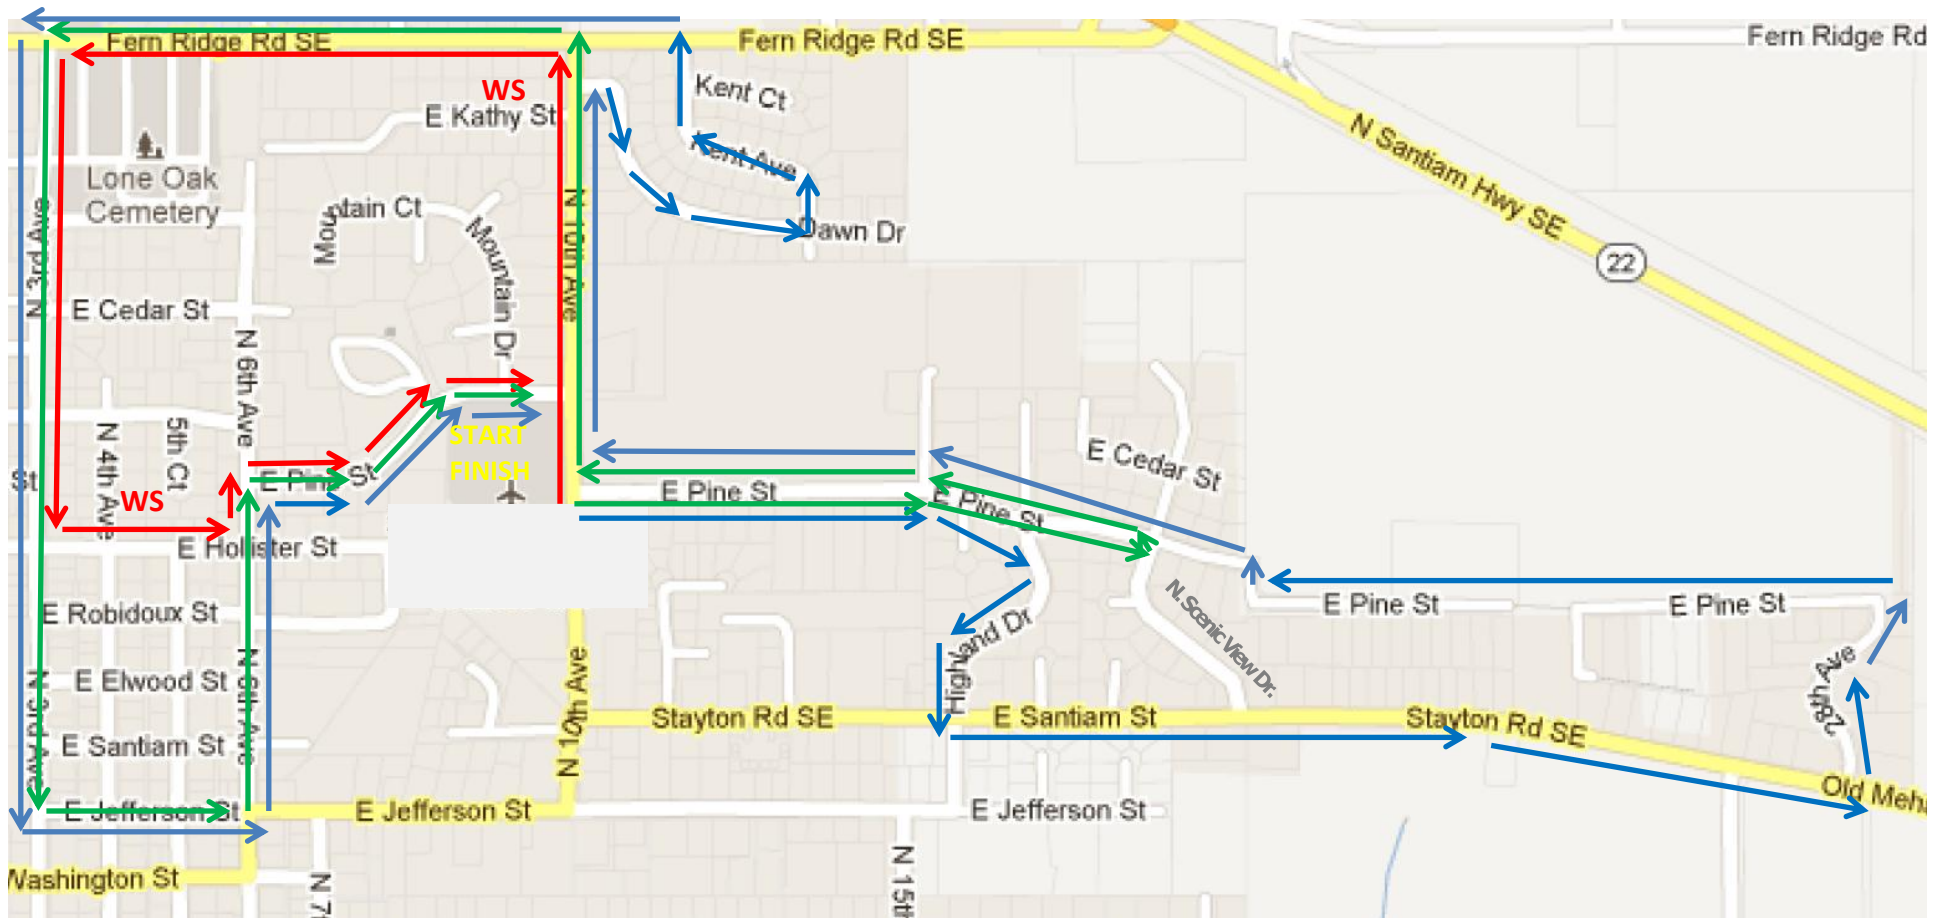 Fern Ridge Rd SE
Fern Ridge Rd SE
Fern Ridge Rd
WS
Kent Ct
E Kathy St
N Santiam Hwy SE
Kent Ave
Lone Oak
Cemetery
Mountain Ct
Dawn Dr
N 3rd Ave
Mountain Dr
N 10th Ave
22
E Cedar St
N 6th Ave
START
FINISH
5th Ct
N 4th Ave
E Cedar St
St
E Pine St
WS
E Pine St
E Pine St
E Hollister St
N. Scenic View Dr.
E Pine St
E Pine St
E Robidoux St
Highland Dr
N 10th Ave
28th Ave
E Elwood St
N 3rd Ave
N 6th Ave
Stayton Rd SE
E Santiam St
Stayton Rd SE
E Santiam St
Old Meha
E Jefferson St
E Jefferson St
E Jefferson St
Washington St
N 7t
N 15th